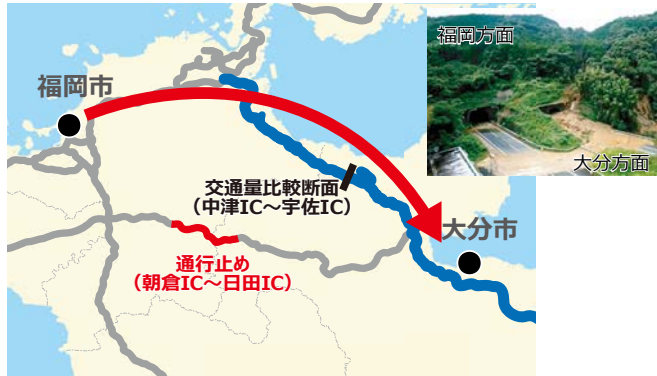 福岡方面
大分方面
福岡市
交通量比較断面
（中津IC～宇佐IC）
大分市
通行止め
（朝倉IC～日田IC）